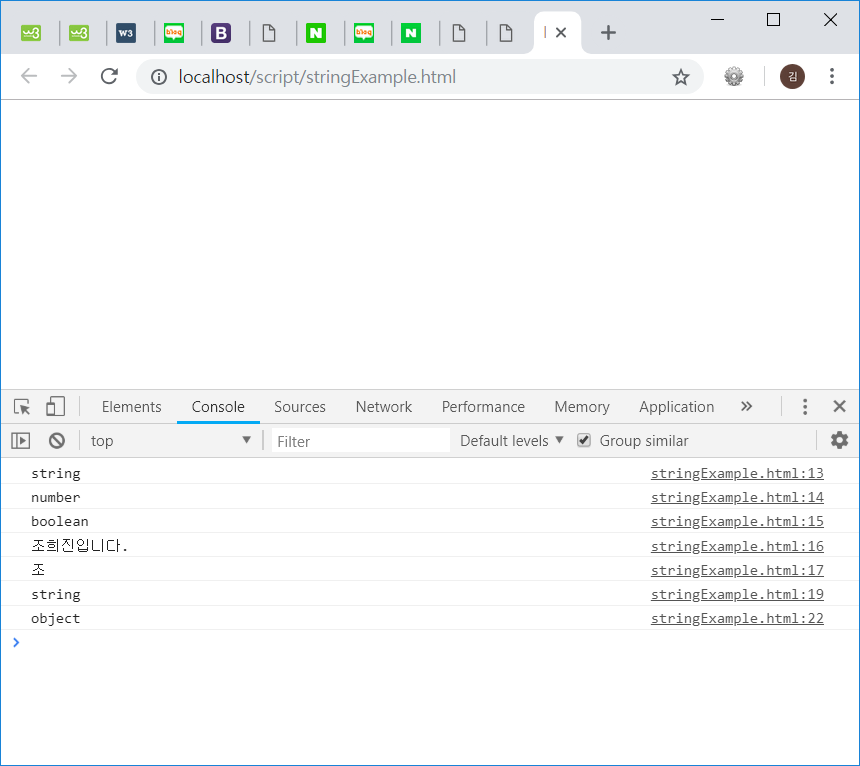 W3
blog
B
N
blog
N
localhost/script/stringExample.html
김
Elements Console Sources Network Performance Memory Application
top Filter Default levels Group similar
string stringExample.html:13
number stringExample.html:14
boolean stringExample.html:15
조희진입니다. stringExample.html:16
조 stringExample.html:17
string stringExample.html:19
object stringExample.html:22